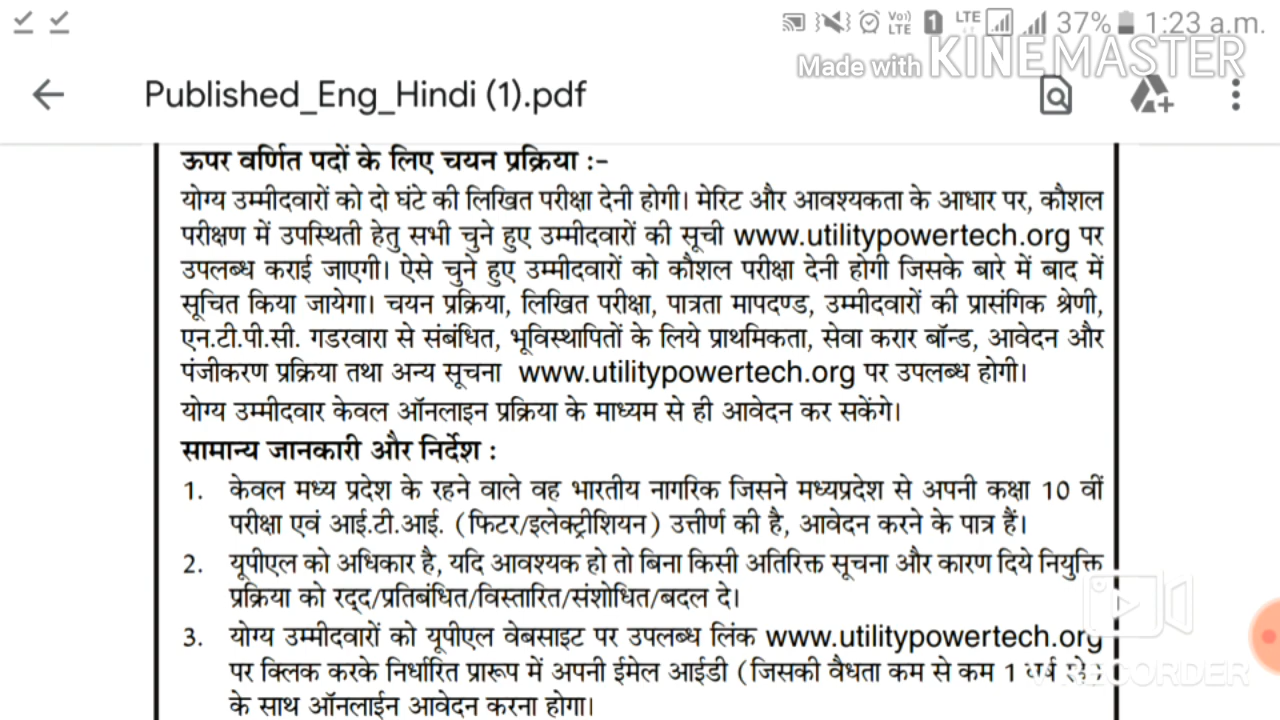 Vo) LTE 1 LTE 37% 1:23 a.m.
Made with KINEMASTER
Published_Eng_Hindi (1).pdf
ऊपर वर्णित पदों के लिए चयन प्रक्रिया :-
योग्य उम्मीदवारों को दो घंटे की लिखित परीक्षा देनी होगी। मेरिट और आवश्यकता के आधार पर, कौशल
परीक्षण में उपस्थिती हेतु सभी चुने हुए उम्मीदवारों की सूची www.utilitypowertech.org पर
उपलब्ध कराई जाएगी। ऐसे चुने हुए उम्मीदवारों को कौशल परीक्षा देनी होगी जिसके बारे में बाद में
सूचित किया जायेगा। चयन प्रक्रिया, लिखित परीक्षा, पात्रता मापदण्ड, उम्मीदवारों की प्रासंगिक श्रेणी,
एन.टी.पी.सी. गडरवारा से संबंधित, भूविस्थापितों के लिये प्राथमिकता, सेवा करार बॉन्ड, आवेदन और
पंजीकरण प्रक्रिया तथा अन्य सूचना www.utilitypowertech.org पर उपलब्ध होगी।
योग्य उम्मीदवार केवल ऑनलाइन प्रक्रिया के माध्यम से ही आवेदन कर सकेंगे।
सामान्य जानकारी और निर्देश :
1. केवल मध्य प्रदेश के रहने वाले वह भारतीय नागरिक जिसने मध्यप्रदेश से अपनी कक्षा 10 वीं
परीक्षा एवं आई.टी.आई. (फिटर/इलेक्ट्रीशियन) उत्तीर्ण की है, आवेदन करने के पात्र हैं।
2. यूपीएल को अधिकार है, यदि आवश्यक हो तो बिना किसी अतिरिक्त सूचना और कारण दिये नियुक्ति
प्रक्रिया को रद्द/प्रतिबंधित/विस्तारित/संशोधित/बदल दे।
3. योग्य उम्मीदवारों को यूपीएल वेबसाइट पर उपलब्ध लिंक www.utilitypowertech.org
पर क्लिक करके निर्धारित प्रारूप में अपनी ईमेल आईडी (जिसकी वैधता कम से कम 1
RECORDER
के साथ ऑनलाईन आवेदन करना होगा।